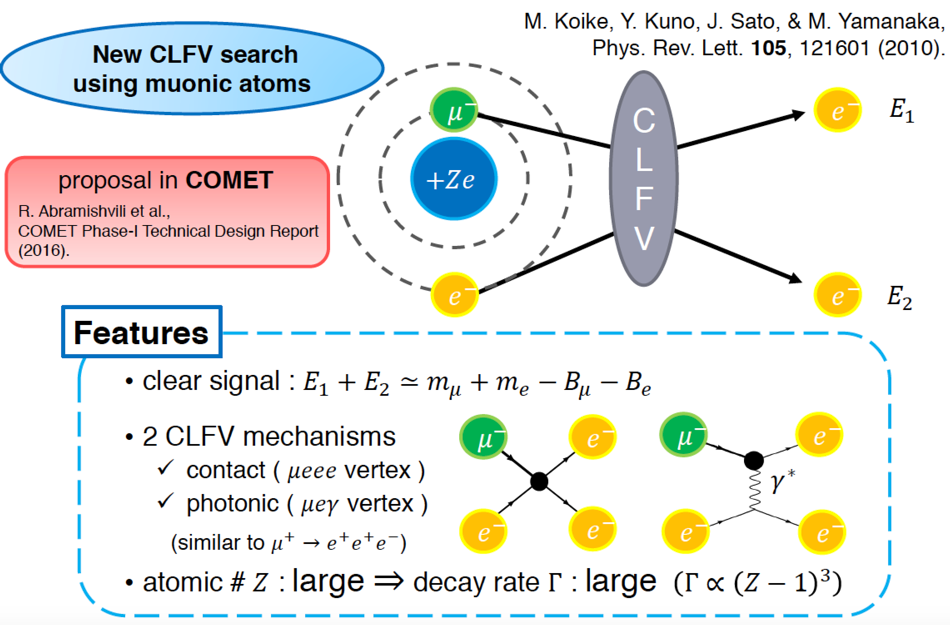 M. Koike, Y. Kuno, J. Sato, & M. Yamanaka,
Phys. Rev. Lett. 105, 121601 (2010).
New CLFV search
using muonic atoms
proposal in COMET
R. Abramishvili et al.,
COMET Phase-I Technical Design Report
(2016).
μ⁻
+Ze
e⁻
C
L
F
V
e⁻ E₁
e⁻ E₂
Features
• clear signal : E₁ + E₂ ≃ m_μ + m_e − B_μ − B_e
• 2 CLFV mechanisms
✓ contact ( μeee vertex )
✓ photonic ( μeγ vertex )
(similar to μ⁺ → e⁺e⁺e⁻)
μ⁻ e⁻
e⁻ e⁻
μ⁻ e⁻
γ*
e⁻ e⁻
• atomic # Z : large ⇒ decay rate Γ : large (Γ ∝ (Z − 1)³)